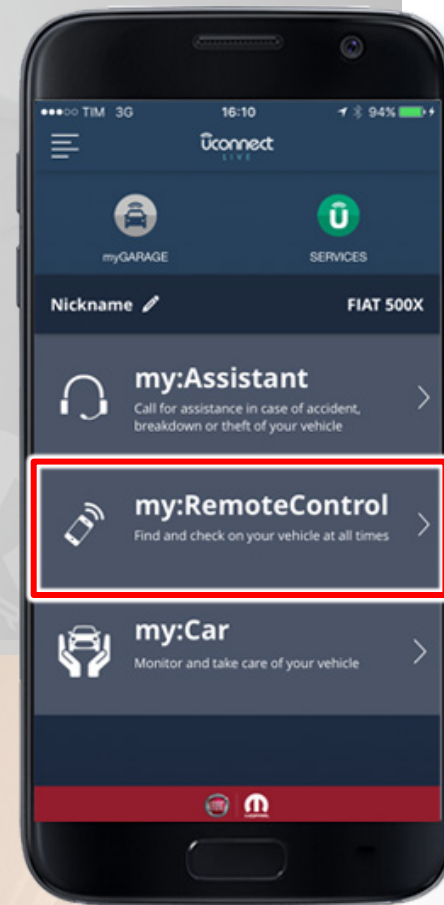 TIM 3G 16:10 94%
ûconnect
LIVE
myGARAGE SERVICES
Nickname FIAT 500X
my:Assistant
Call for assistance in case of accident,
breakdown or theft of your vehicle
my:RemoteControl
Find and check on your vehicle at all times
my:Car
Monitor and take care of your vehicle